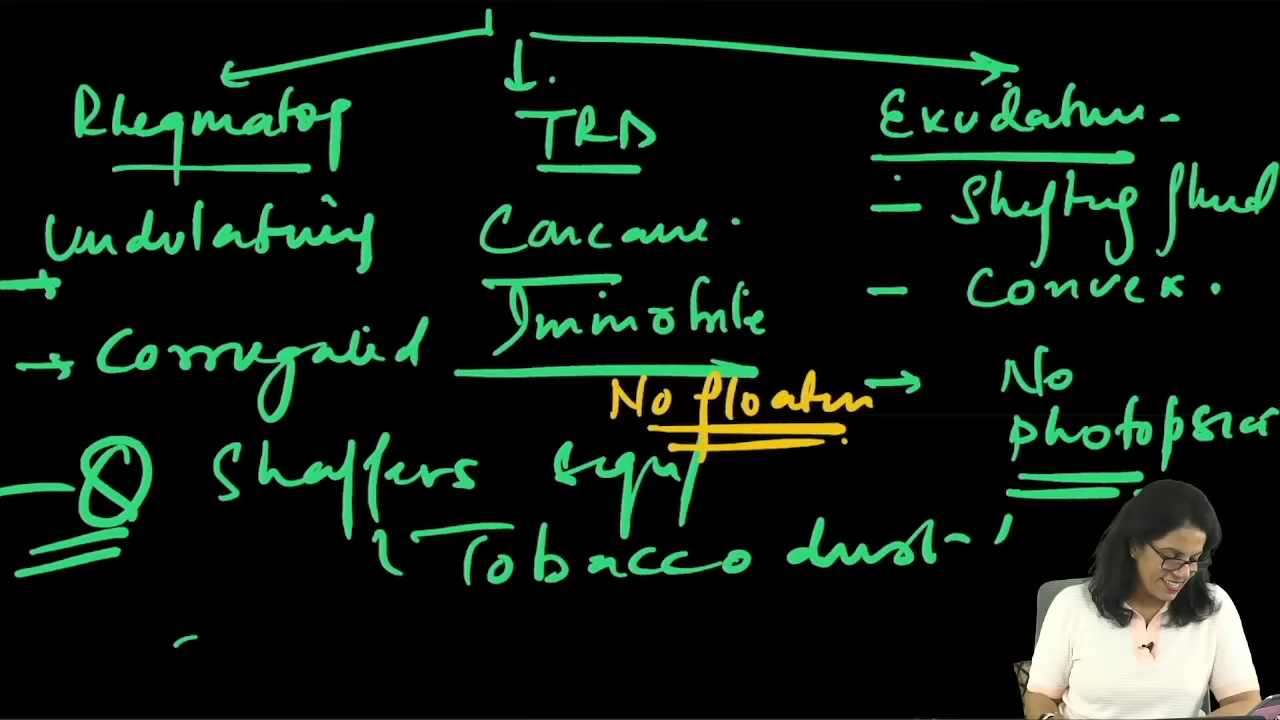 Rhegmatog
TRD
Exudative
Undulating
Concave.
- Shifting fluid
→ Corrugated
Immobile
- Convex.
No floaters
→ No
photopsia
Shaffers sign
"Tobacco dust"